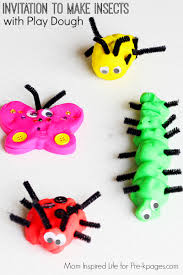 INVITATION TO MAKE INSECTS
with Play Dough
Mom Inspired Life for Pre-kpages.com